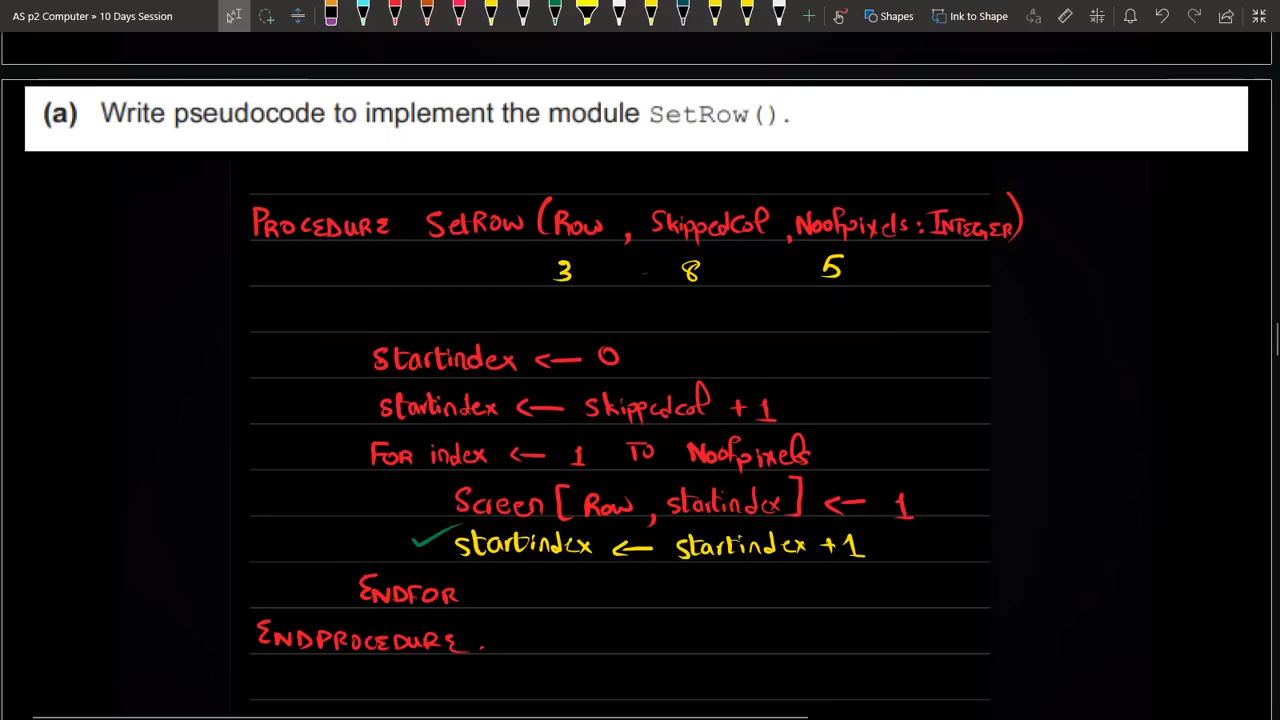 AS p2 Computer » 10 Days Session
Shapes
Ink to Shape
(a) Write pseudocode to implement the module SetRow().
PROCEDURE SetRow (Row, SkippedCol, Noofpixels : INTEGER)
3 8 5
startindex ← 0
startindex ← skippedcol + 1
FOR index ← 1 TO Noofpixels
Screen [Row, startindex] ← 1
✓ startindex ← startindex + 1
ENDFOR
ENDPROCEDURE.